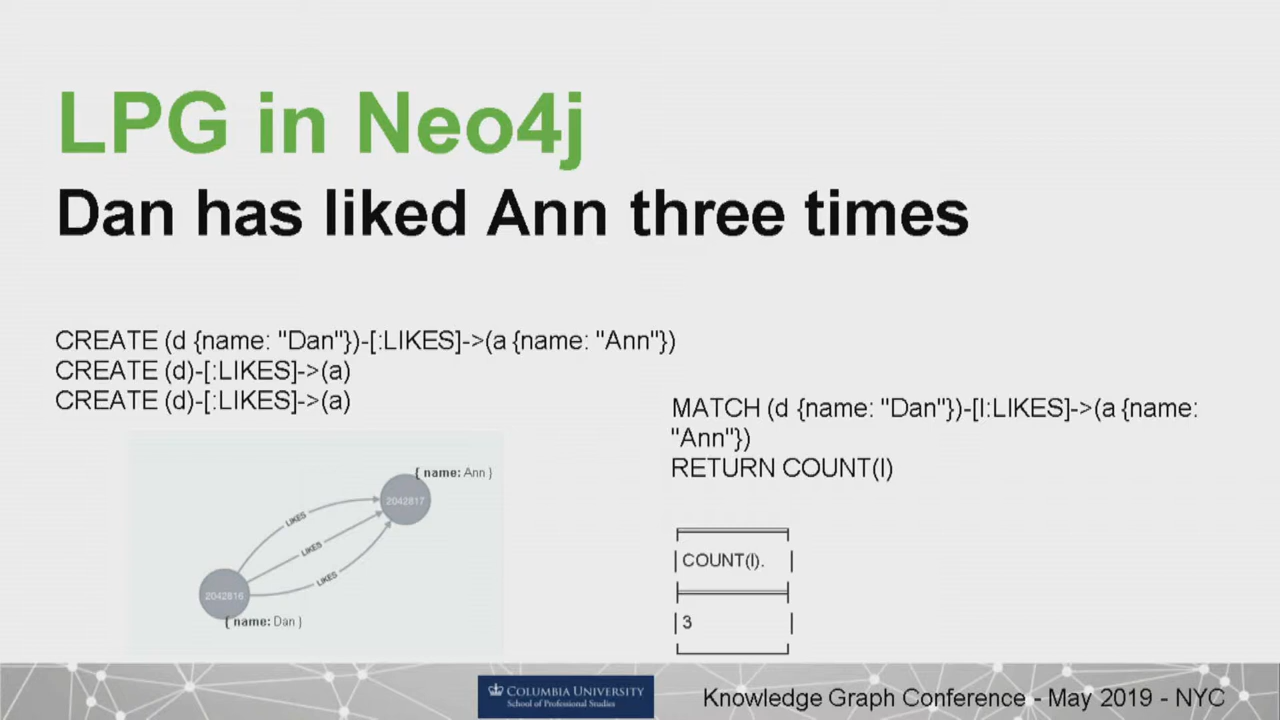 LPG in Neo4j
Dan has liked Ann three times
CREATE (d {name: "Dan"})-[:LIKES]->(a {name: "Ann"})
CREATE (d)-[:LIKES]->(a)
CREATE (d)-[:LIKES]->(a)
MATCH (d {name: "Dan"})-[l:LIKES]->(a {name:
"Ann"})
RETURN COUNT(l)
{ name: Ann }
2042817
LIKES
LIKES
LIKES
2042816
{ name: Dan }
COUNT(l).
3
COLUMBIA UNIVERSITY
School of Professional Studies
Knowledge Graph Conference - May 2019 - NYC